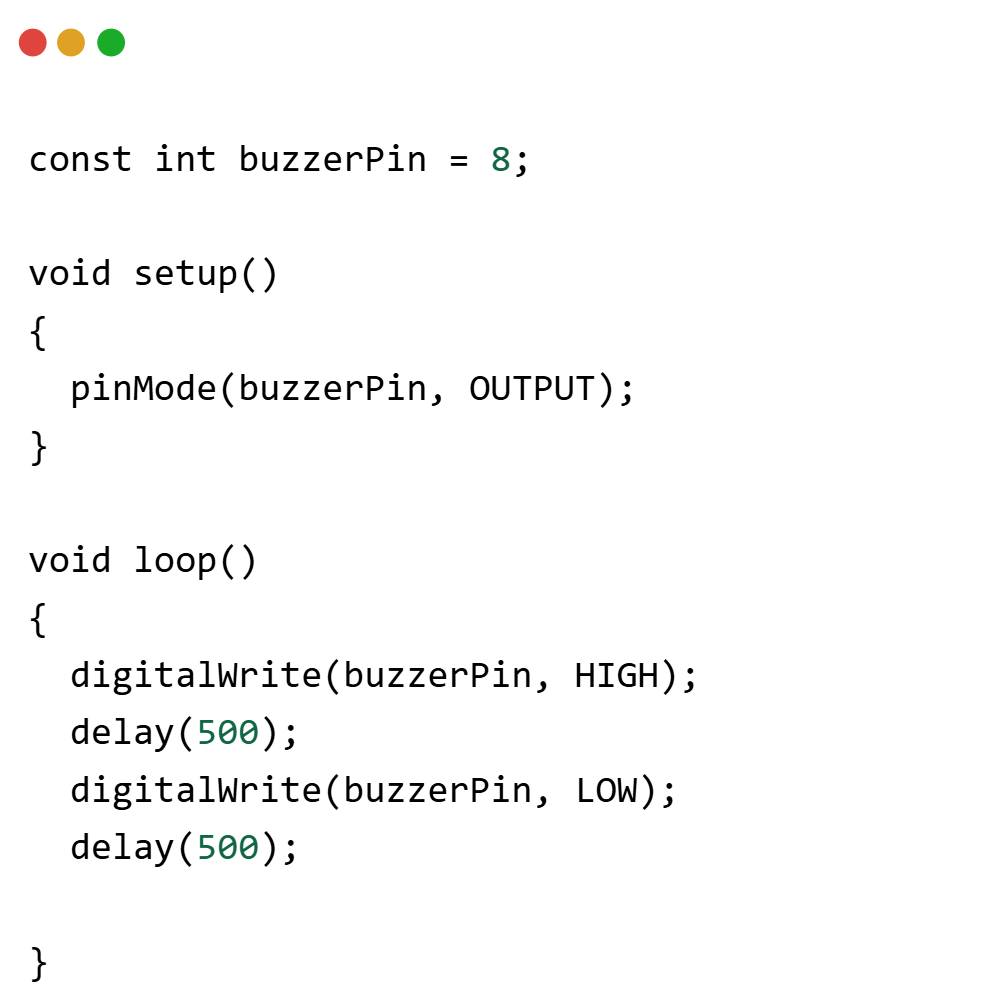 const int buzzerPin = 8;
void setup()
{
  pinMode(buzzerPin, OUTPUT);
}
void loop()
{
  digitalWrite(buzzerPin, HIGH);
  delay(500);
  digitalWrite(buzzerPin, LOW);
  delay(500);
}